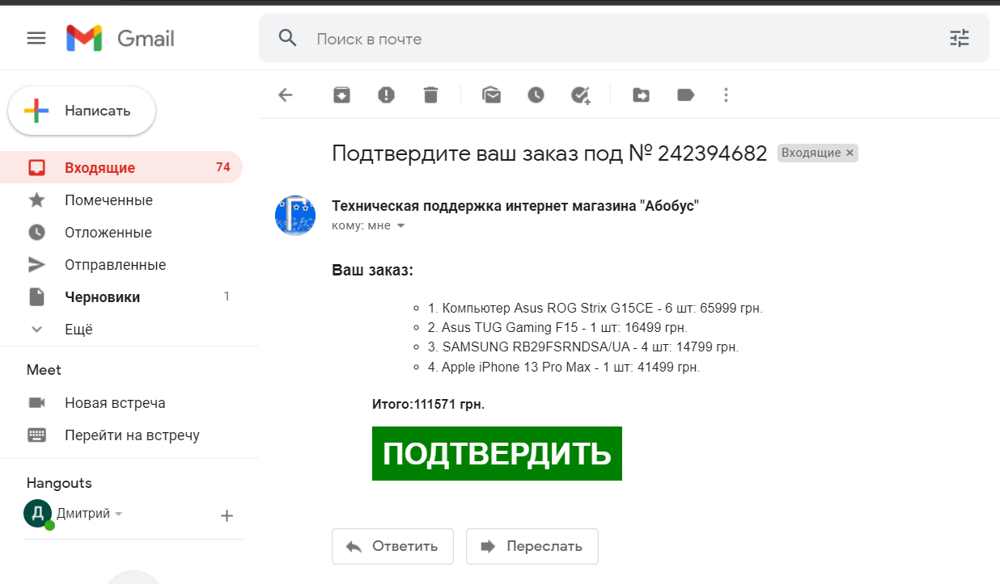 Gmail
Поиск в почте
Написать
Входящие 74
Помеченные
Отложенные
Отправленные
Черновики 1
Ещё
Meet
Новая встреча
Перейти на встречу
Hangouts
Д Дмитрий
Подтвердите ваш заказ под № 242394682 Входящие ×
Г
Техническая поддержка интернет магазина "Абобус"
кому: мне
Ваш заказ:
1. Компьютер Asus ROG Strix G15CE - 6 шт: 65999 грн.
2. Asus TUG Gaming F15 - 1 шт: 16499 грн.
3. SAMSUNG RB29FSRNDSA/UA - 4 шт: 14799 грн.
4. Apple iPhone 13 Pro Max - 1 шт: 41499 грн.
Итого:111571 грн.
ПОДТВЕРДИТЬ
Ответить
Переслать